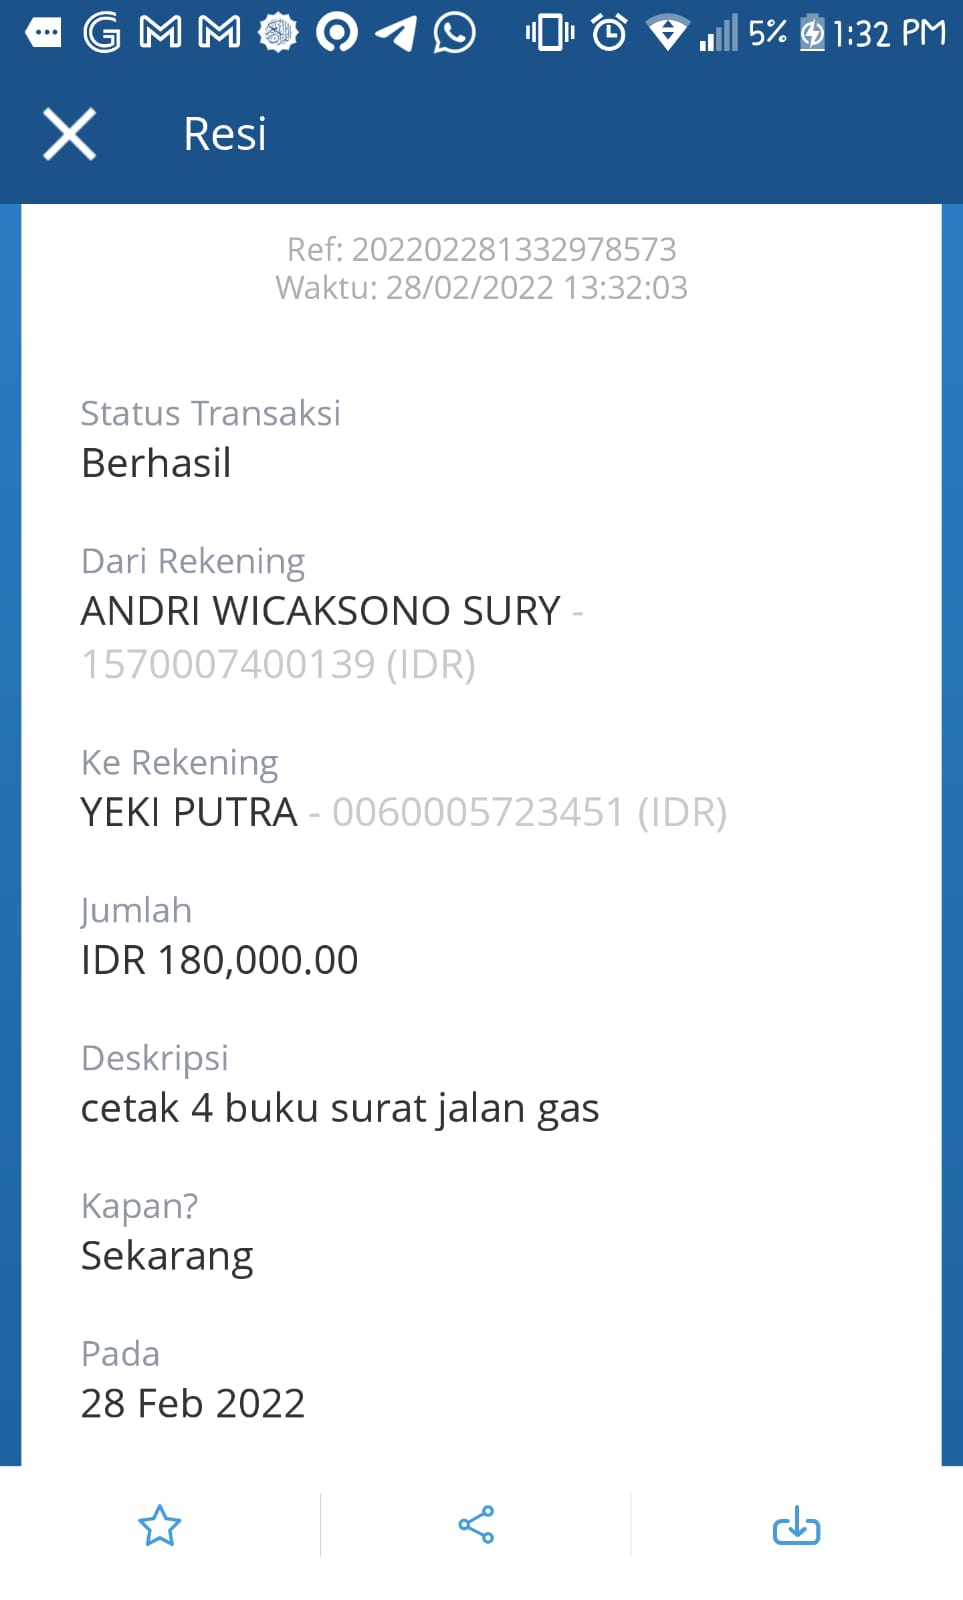 5% 1:32 PM
Resi
Ref: 202202281332978573
Waktu: 28/02/2022 13:32:03
Status Transaksi
Berhasil
Dari Rekening
ANDRI WICAKSONO SURY -
1570007400139 (IDR)
Ke Rekening
YEKI PUTRA - 0060005723451 (IDR)
Jumlah
IDR 180,000.00
Deskripsi
cetak 4 buku surat jalan gas
Kapan?
Sekarang
Pada
28 Feb 2022